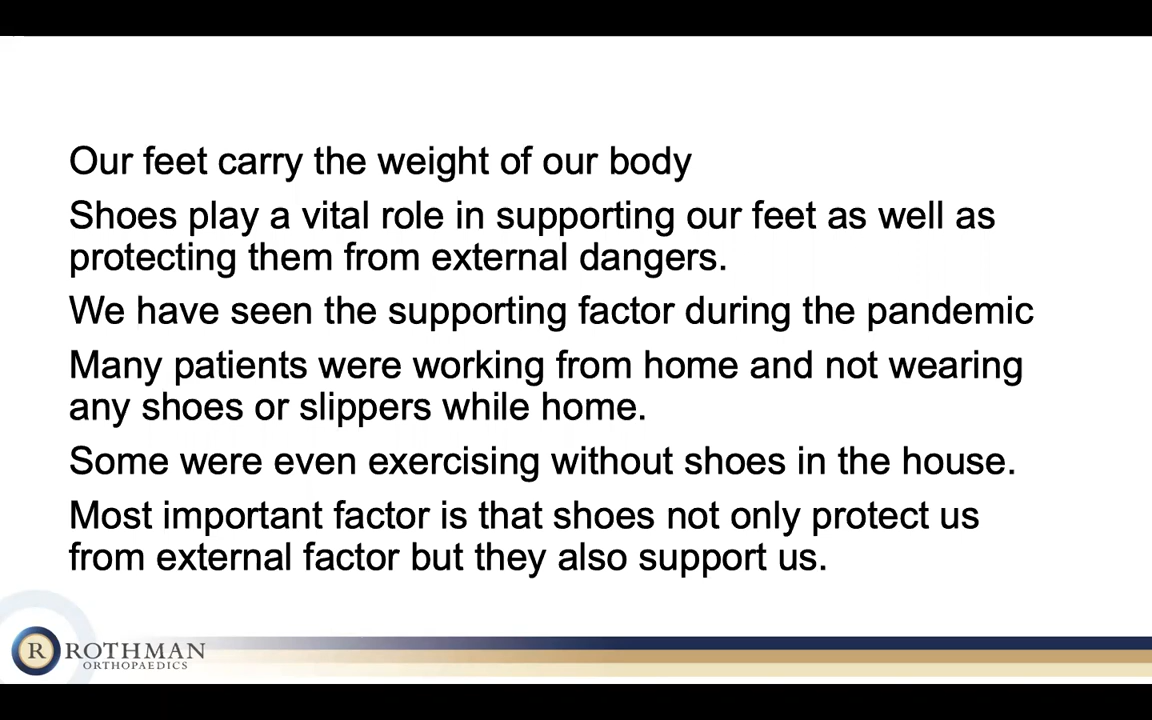 Our feet carry the weight of our body
Shoes play a vital role in supporting our feet as well as
protecting them from external dangers.
We have seen the supporting factor during the pandemic
Many patients were working from home and not wearing
any shoes or slippers while home.
Some were even exercising without shoes in the house.
Most important factor is that shoes not only protect us
from external factor but they also support us.
R ROTHMAN
ORTHOPAEDICS